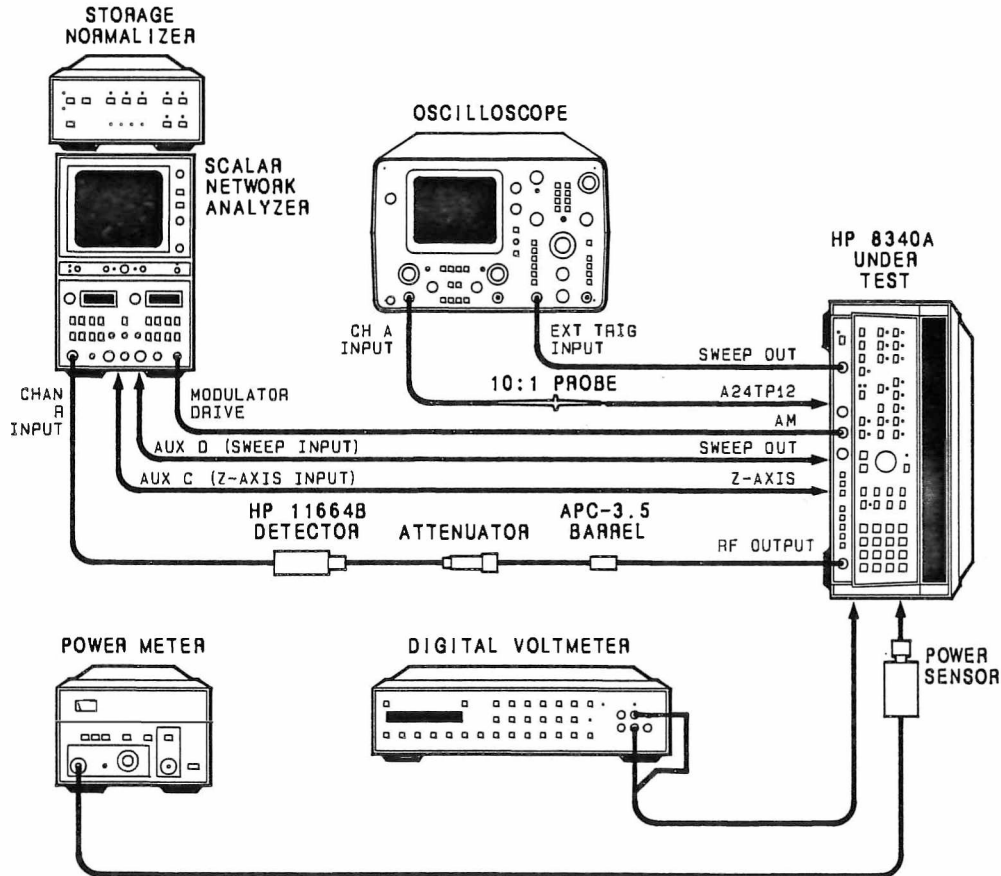 STORAGE
NORMALIZER
SCALAR
NETWORK
ANALYZER
OSCILLOSCOPE
HP 8340A
UNDER
TEST
CH A
INPUT
EXT TRIG
INPUT
SWEEP OUT
10:1 PROBE
A24TP12
CHAN
R
INPUT
MODULATOR
DRIVE
AM
AUX D (SWEEP INPUT)
SWEEP OUT
AUX C (Z-AXIS INPUT)
Z-AXIS
HP 11664B
DETECTOR
ATTENUATOR
APC-3.5
BARREL
RF OUTPUT
POWER METER
DIGITAL VOLTMETER
POWER
SENSOR